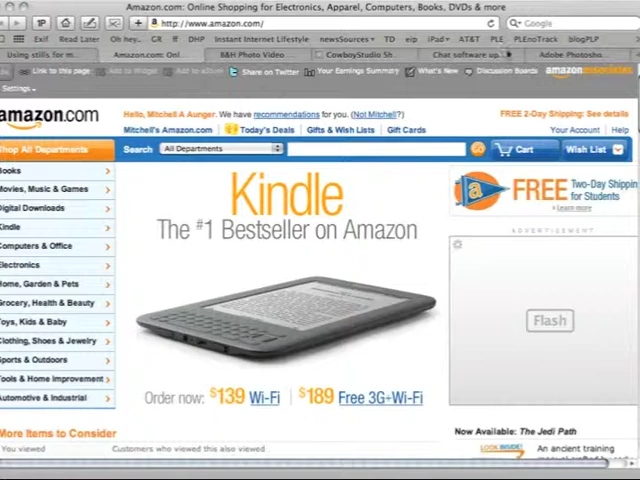 Amazon.com: Online Shopping for Electronics, Apparel, Computers, Books, DVDs & more
http://www.amazon.com/
Google
Exif Read Later Oh hey.. FF DHP Internet Lifestyle newsSources TD eip iPad AT&T PLE PLEnoTrack blogPLP
Using stills for m Amazon.com: Onl.. B&H Photo Video CowboyStudio Sh Chat software up. Adobe Photosho
Link to this page Add to Widget Share on Twitter Your Earnings Summary What's New Discussion Boards amazon associates
Settings
amazon.com
Hello, Mitchell A Aunger. We have recommendations for you. (Not Mitchell?)
FREE 2-Day Shipping: See details
Mitchell's Amazon.com Today's Deals Gifts & Wish Lists Gift Cards
Your Account Help
Shop All Departments
Search All Departments GO Cart Wish List
Books
Movies, Music & Games
Digital Downloads
Kindle
Computers & Office
Electronics
Home, Garden & Pets
Grocery, Health & Beauty
Toys, Kids & Baby
Clothing, Shoes & Jewelry
Sports & Outdoors
Tools & Home Improvement
Automotive & Industrial
Kindle
The #1 Bestseller on Amazon
Order now: $139 Wi-Fi | $189 Free 3G+Wi-Fi
a
FREE Two-Day Shippin
for Students
Learn more
ADVERTISEMENT
Flash
More Items to Consider
You viewed Customers who viewed this also viewed
Now Available: The Jedi Path
LOOK INSIDE!
An ancient training